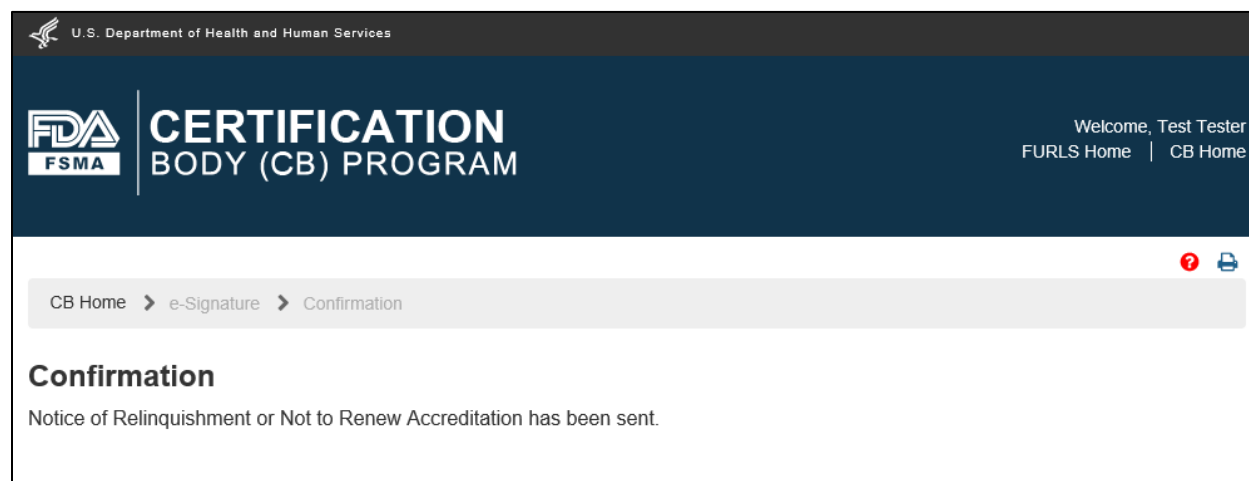 U.S. Department of Health and Human Services
FDA
FSMA
CERTIFICATION
BODY (CB) PROGRAM
Welcome, Test Tester
FURLS Home | CB Home
?
CB Home > e-Signature > Confirmation
Confirmation
Notice of Relinquishment or Not to Renew Accreditation has been sent.